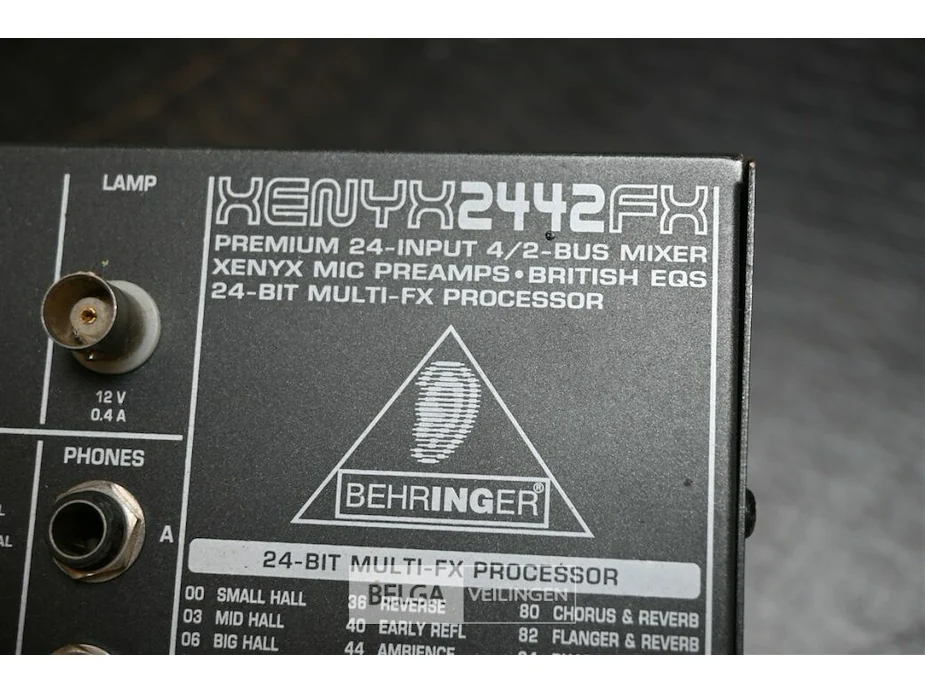 LAMP
XENYX2442FX
PREMIUM 24-INPUT 4/2-BUS MIXER
XENYX MIC PREAMPS • BRITISH EQS
24-BIT MULTI-FX PROCESSOR
12 V
0.4 A
PHONES
BEHRINGER®
A
24-BIT MULTI-FX PROCESSOR
BELGA VEILINGEN
00 SMALL HALL 36 REVERSE 80 CHORUS & REVERB
03 MID HALL 40 EARLY REFL 82 FLANGER & REVERB
06 BIG HALL 44 AMBIENCE